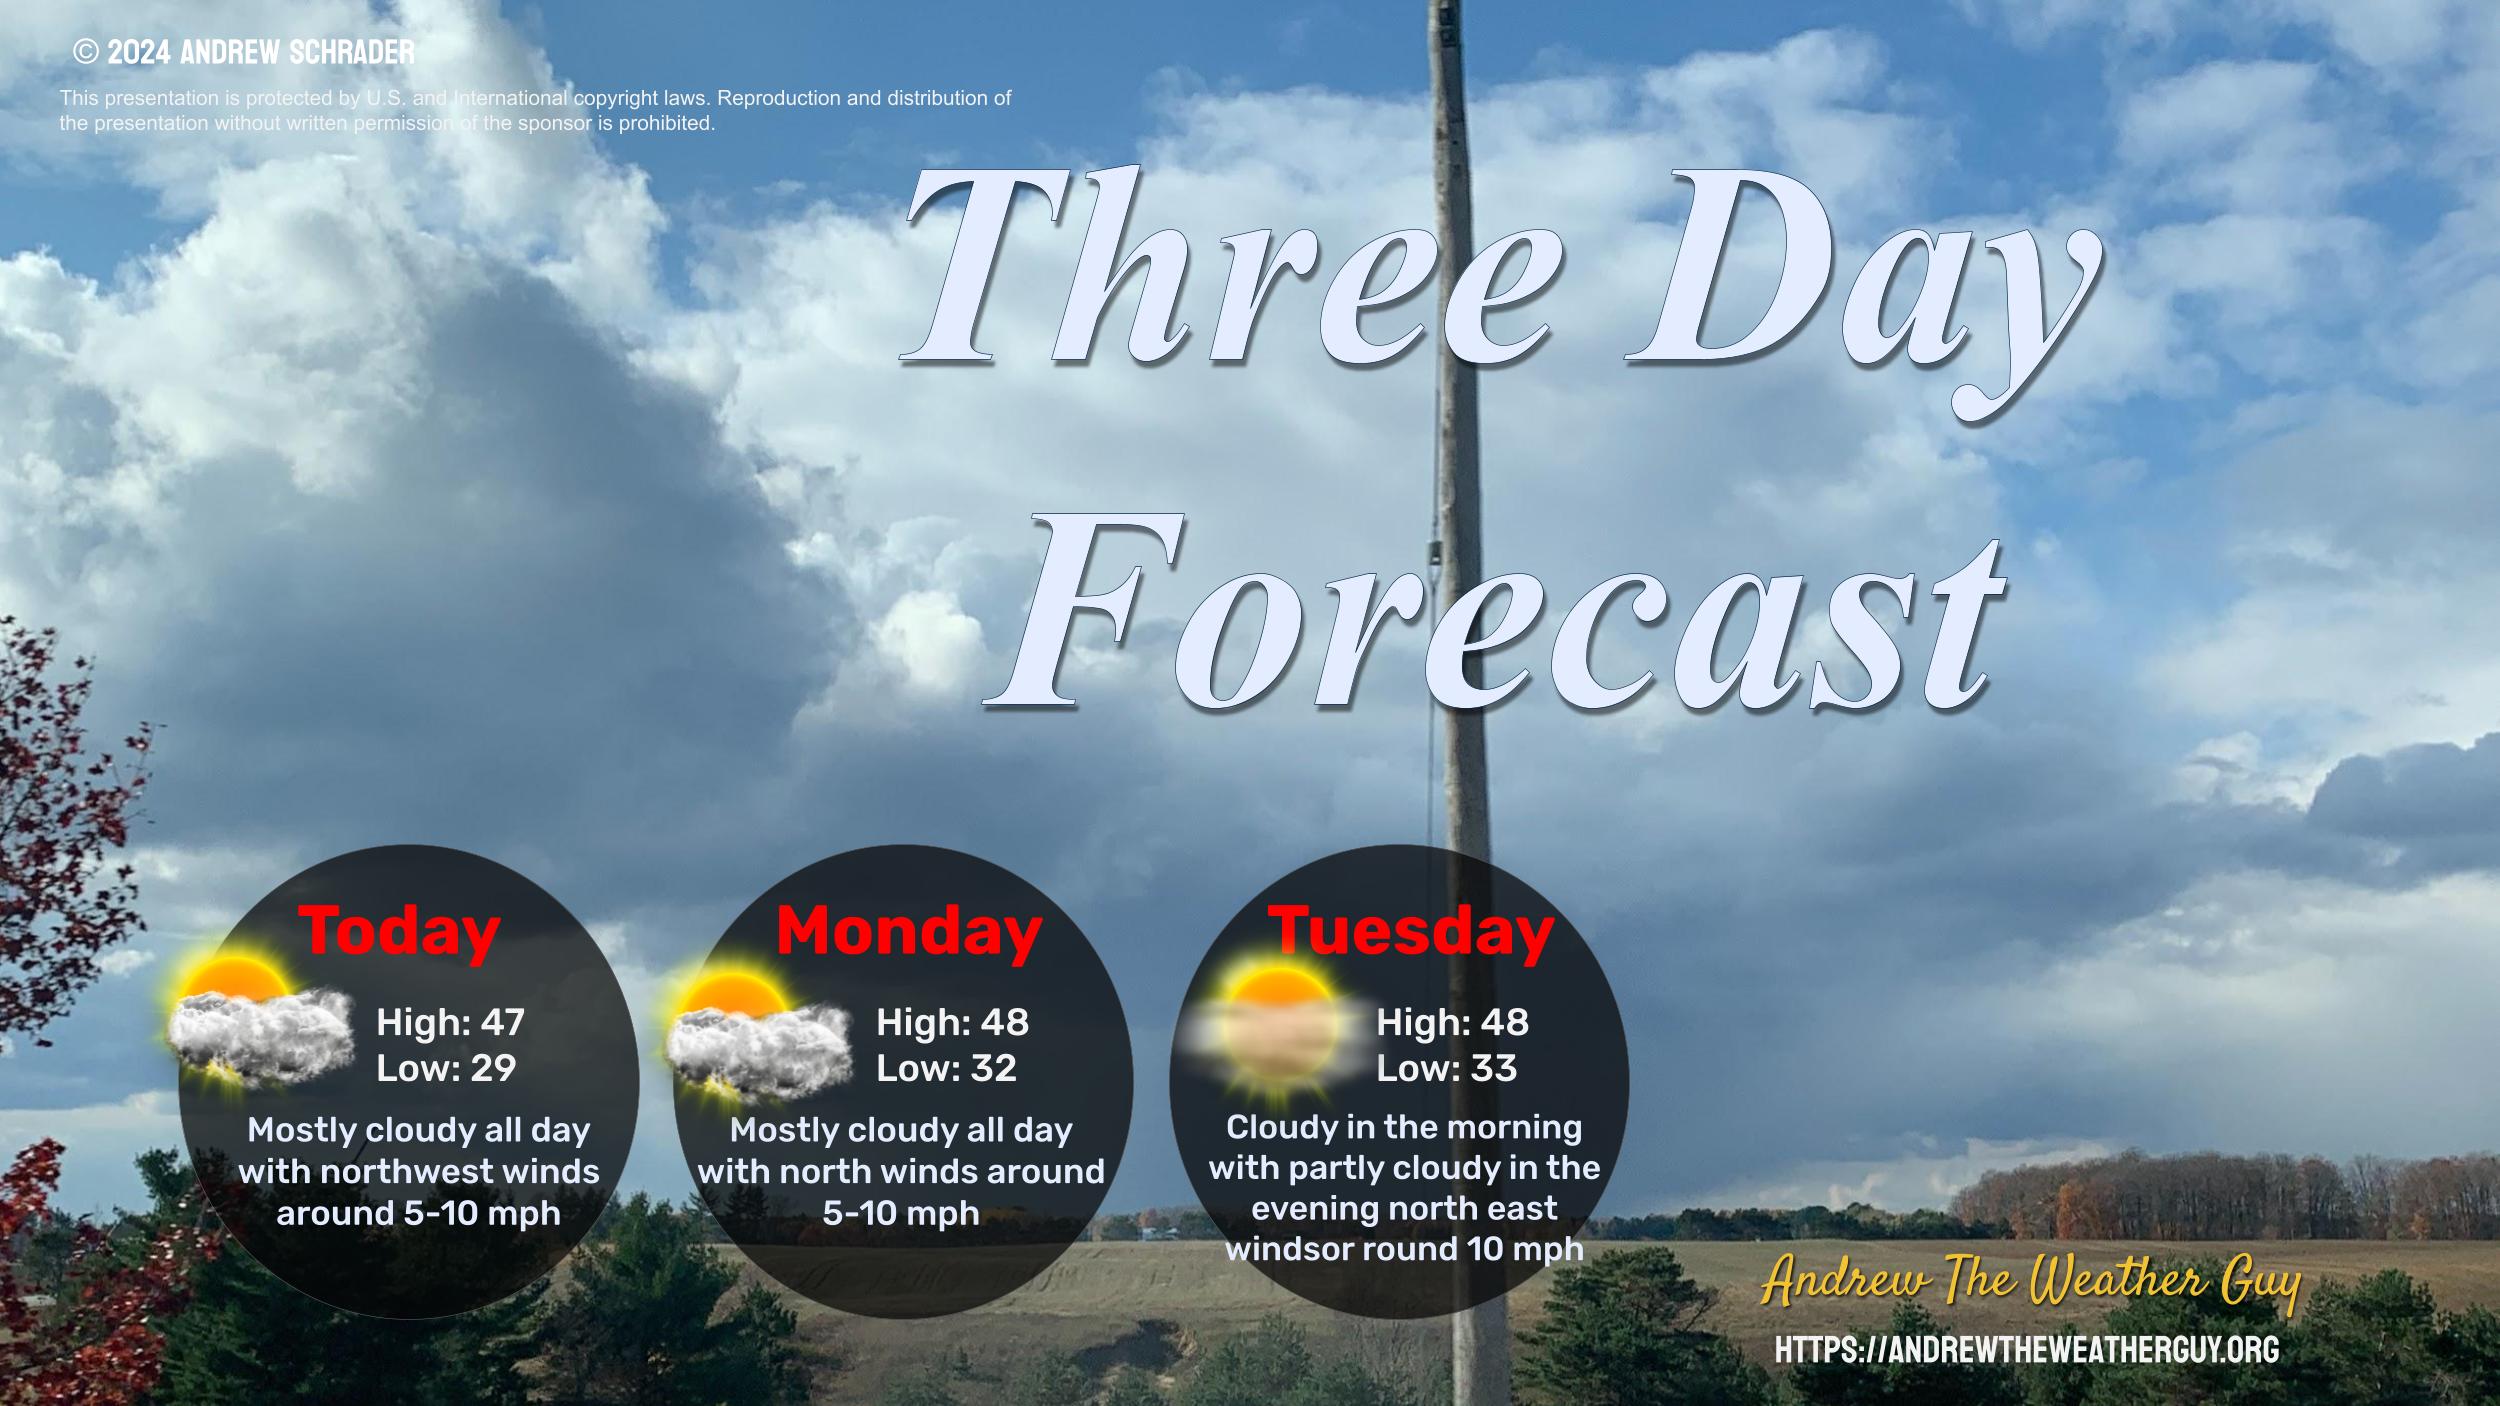 © 2024 ANDREW SCHRADER
This presentation is protected by U.S. and International copyright laws. Reproduction and distribution of
the presentation without written permission of the sponsor is prohibited.
Three Day
Forecast
Today
High: 47
Low: 29
Mostly cloudy all day
with northwest winds
around 5-10 mph
Monday
High: 48
Low: 32
Mostly cloudy all day
with north winds around
5-10 mph
Tuesday
High: 48
Low: 33
Cloudy in the morning
with partly cloudy in the
evening north east
windsor round 10 mph
Andrew The Weather Guy
HTTPS://ANDREWTHEWEATHERGUY.ORG